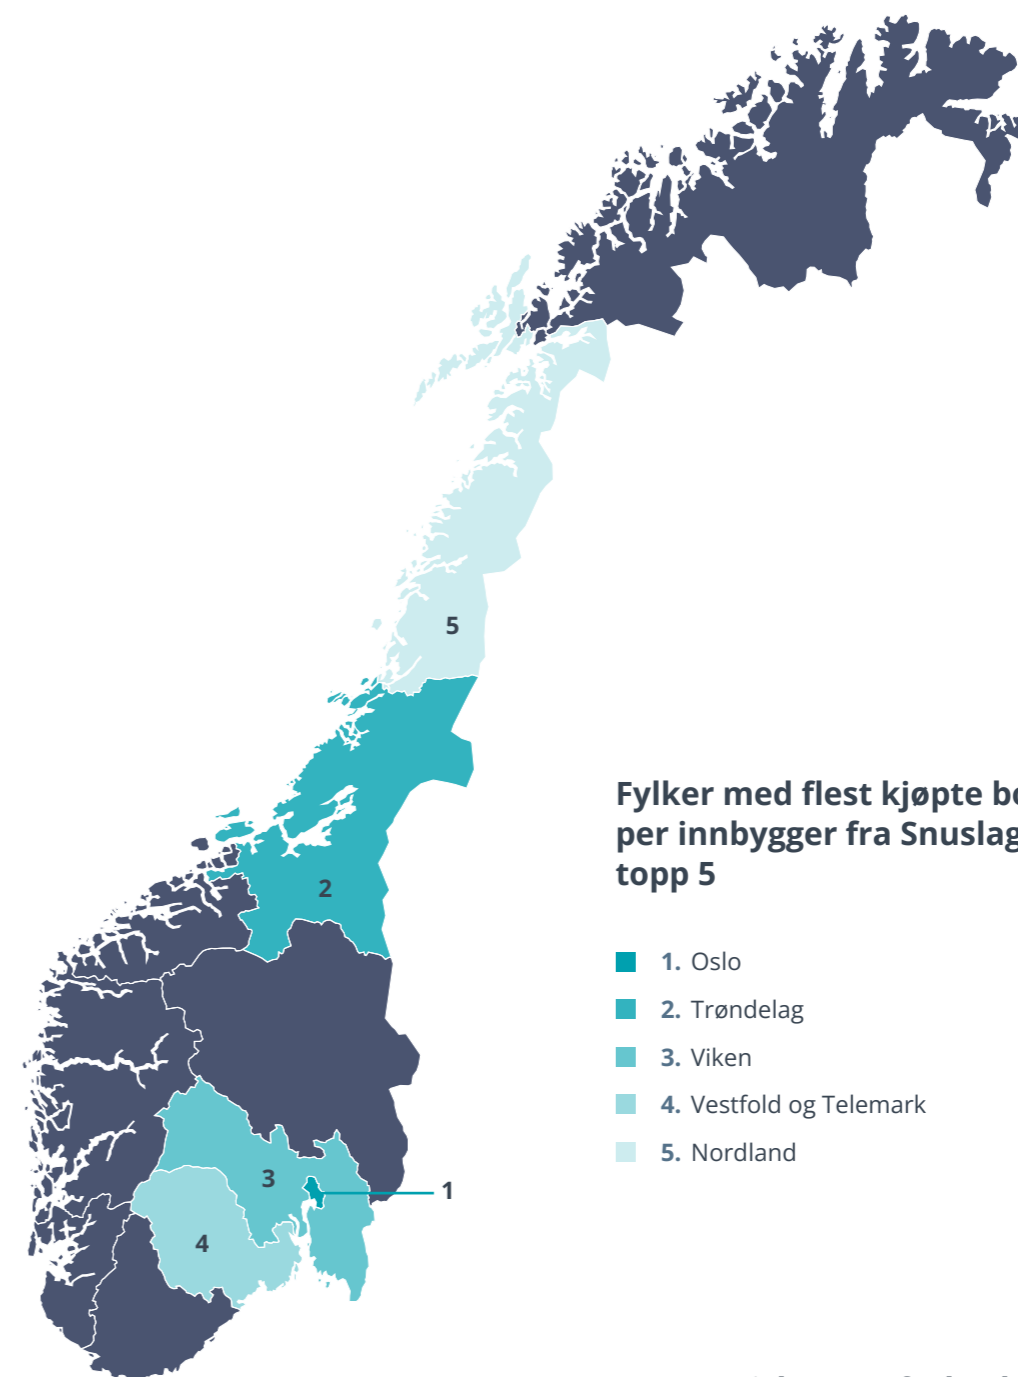 5
Fylker med flest kjøpte
per innbygger fra
topp 5
2
1. Oslo
2. Trøndelag
3. Viken
4. Vestfold og Telemark
5. Nordland
3
1
4